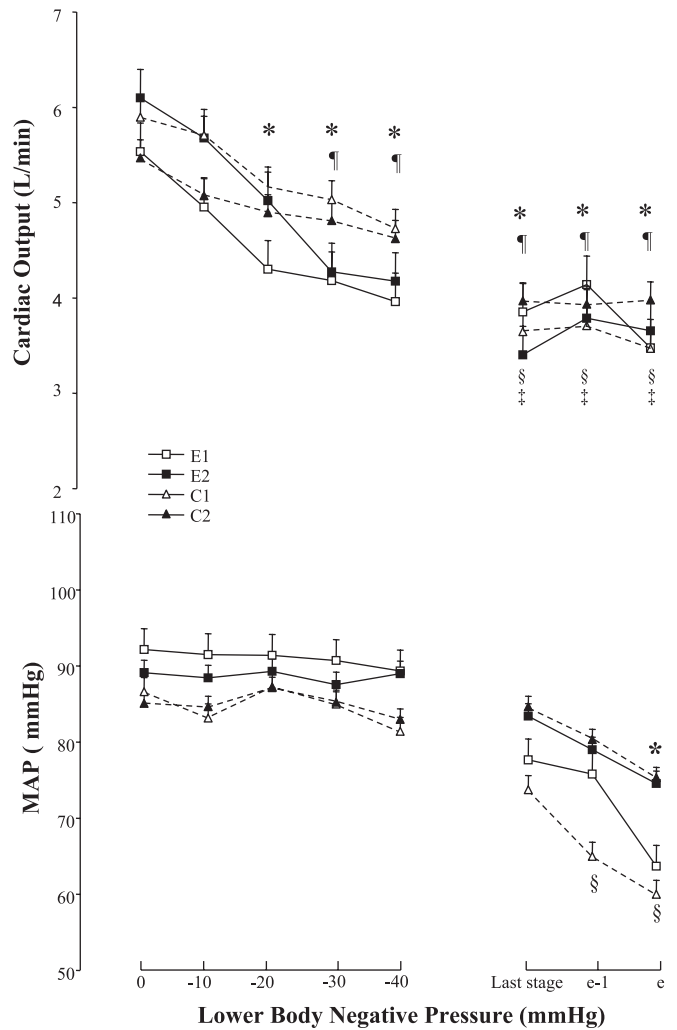 7
6
5
4
3
2
Cardiac Output (L/min)
* * *
¶ ¶
* * *
¶ ¶ ¶
§ § §
‡ ‡ ‡
E1
E2
C1
C2
110
100
90
80
70
60
50
MAP ( mmHg)
*
§
§
0 -10 -20 -30 -40 Last stage e-1 e
Lower Body Negative Pressure (mmHg)